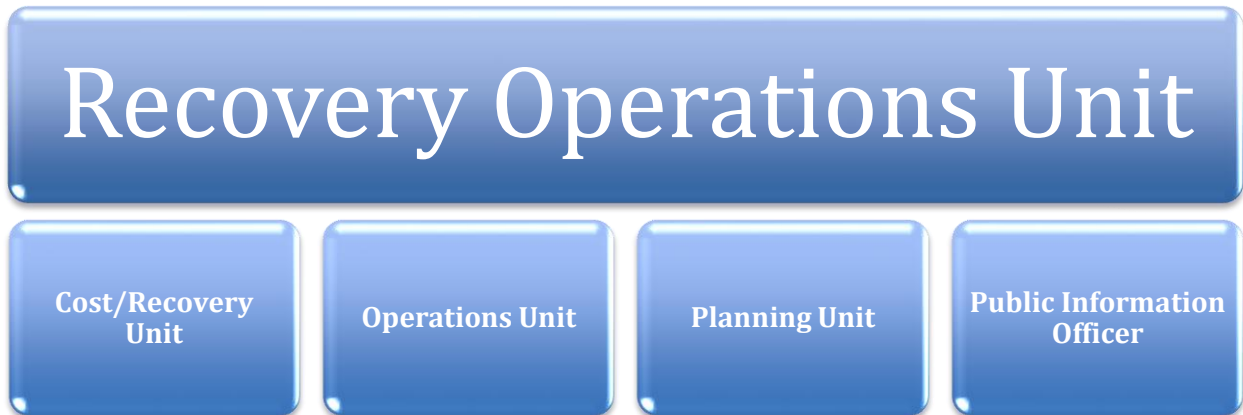 Recovery Operations Unit
Cost/Recovery
Unit
Operations Unit
Planning Unit
Public Information
Officer